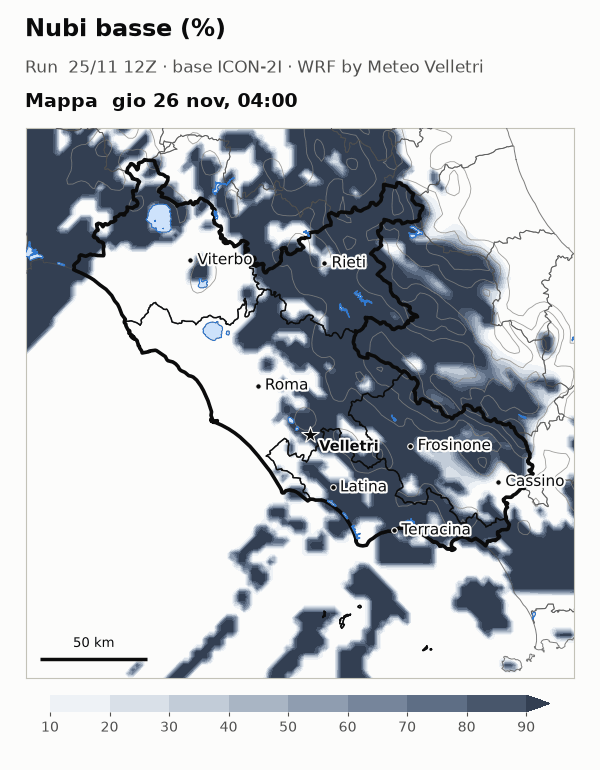 Nubi basse (%)
Run  25/11 12Z · base ICON-2I · WRF by Meteo Velletri
Mappa  gio 26 nov, 04:00
Viterbo
Rieti
Roma
Velletri
Frosinone
Latina
Cassino
Terracina
50 km
10 20 30 40 50 60 70 80 90